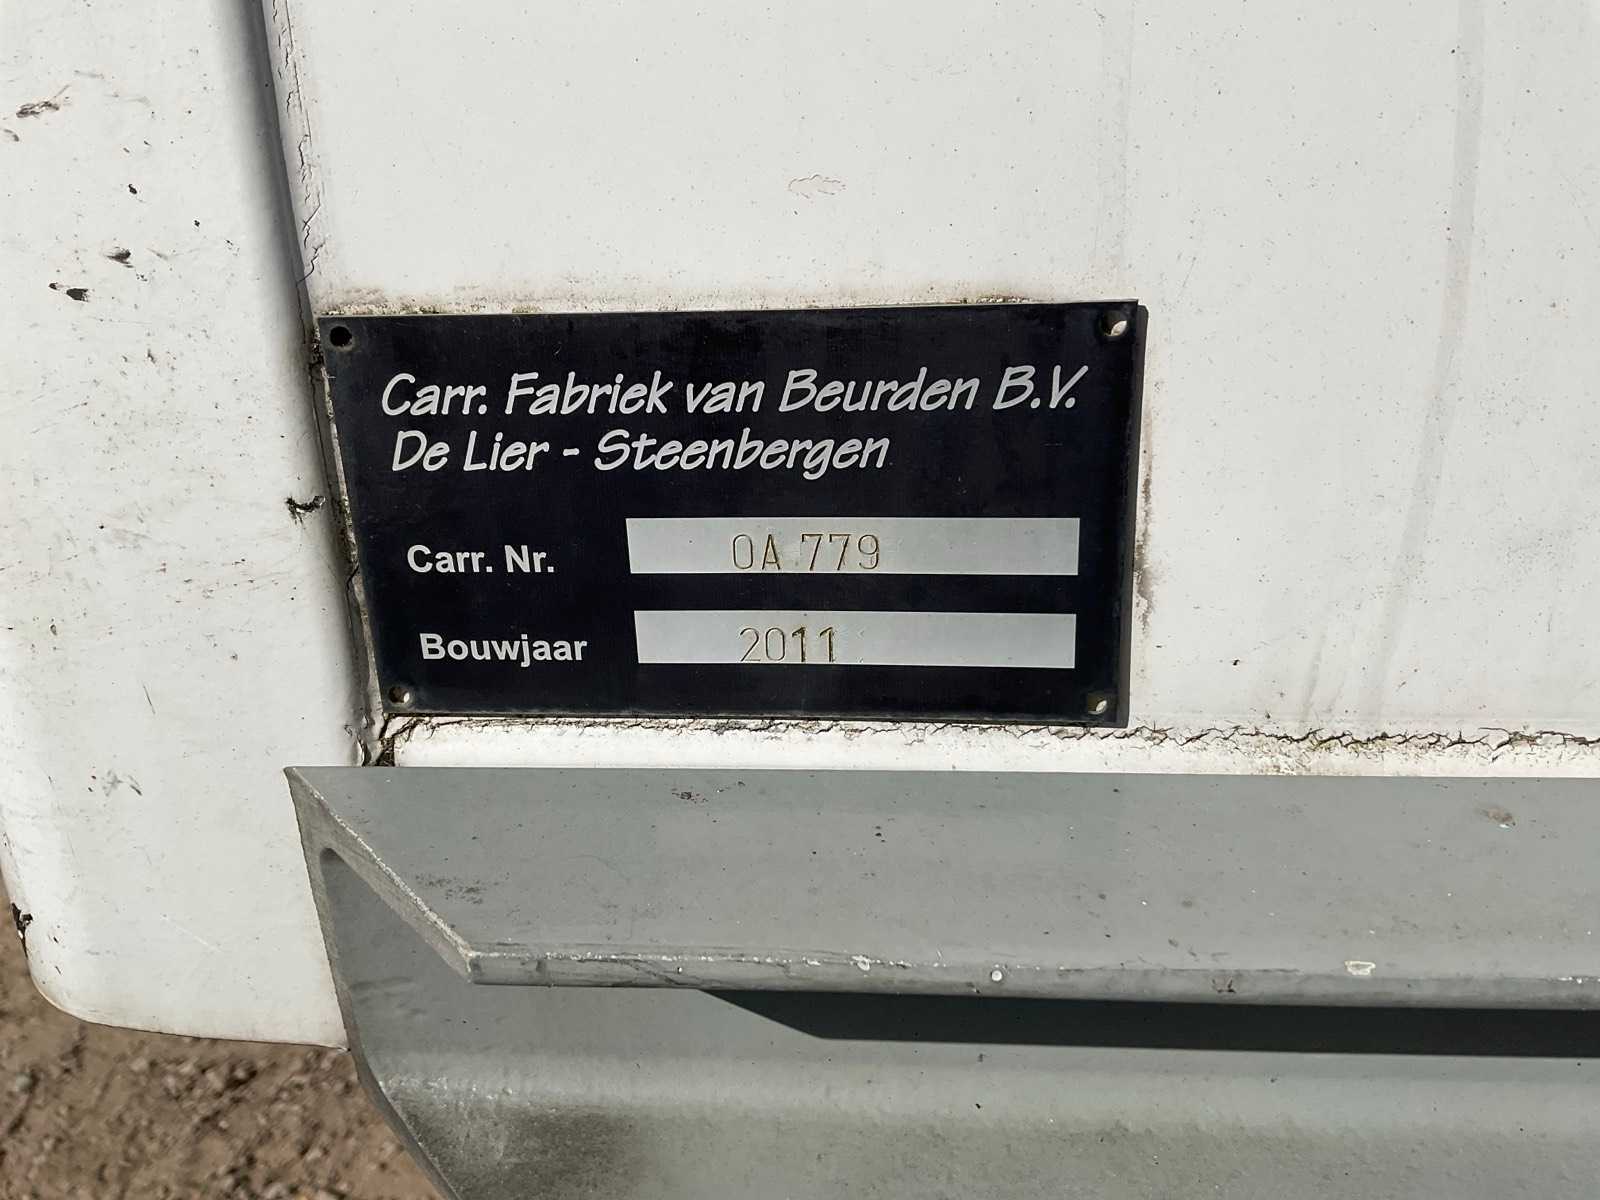 Carr. Fabriek van Beurden B.V.
De Lier - Steenbergen
Carr. Nr. OA 779
Bouwjaar 2011